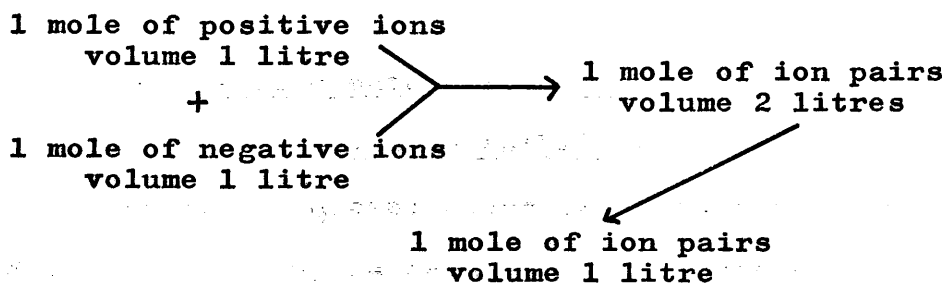 1 mole of positive ions
volume 1 litre
+
1 mole of negative ions
volume 1 litre
1 mole of ion pairs
volume 2 litres
1 mole of ion pairs
volume 1 litre